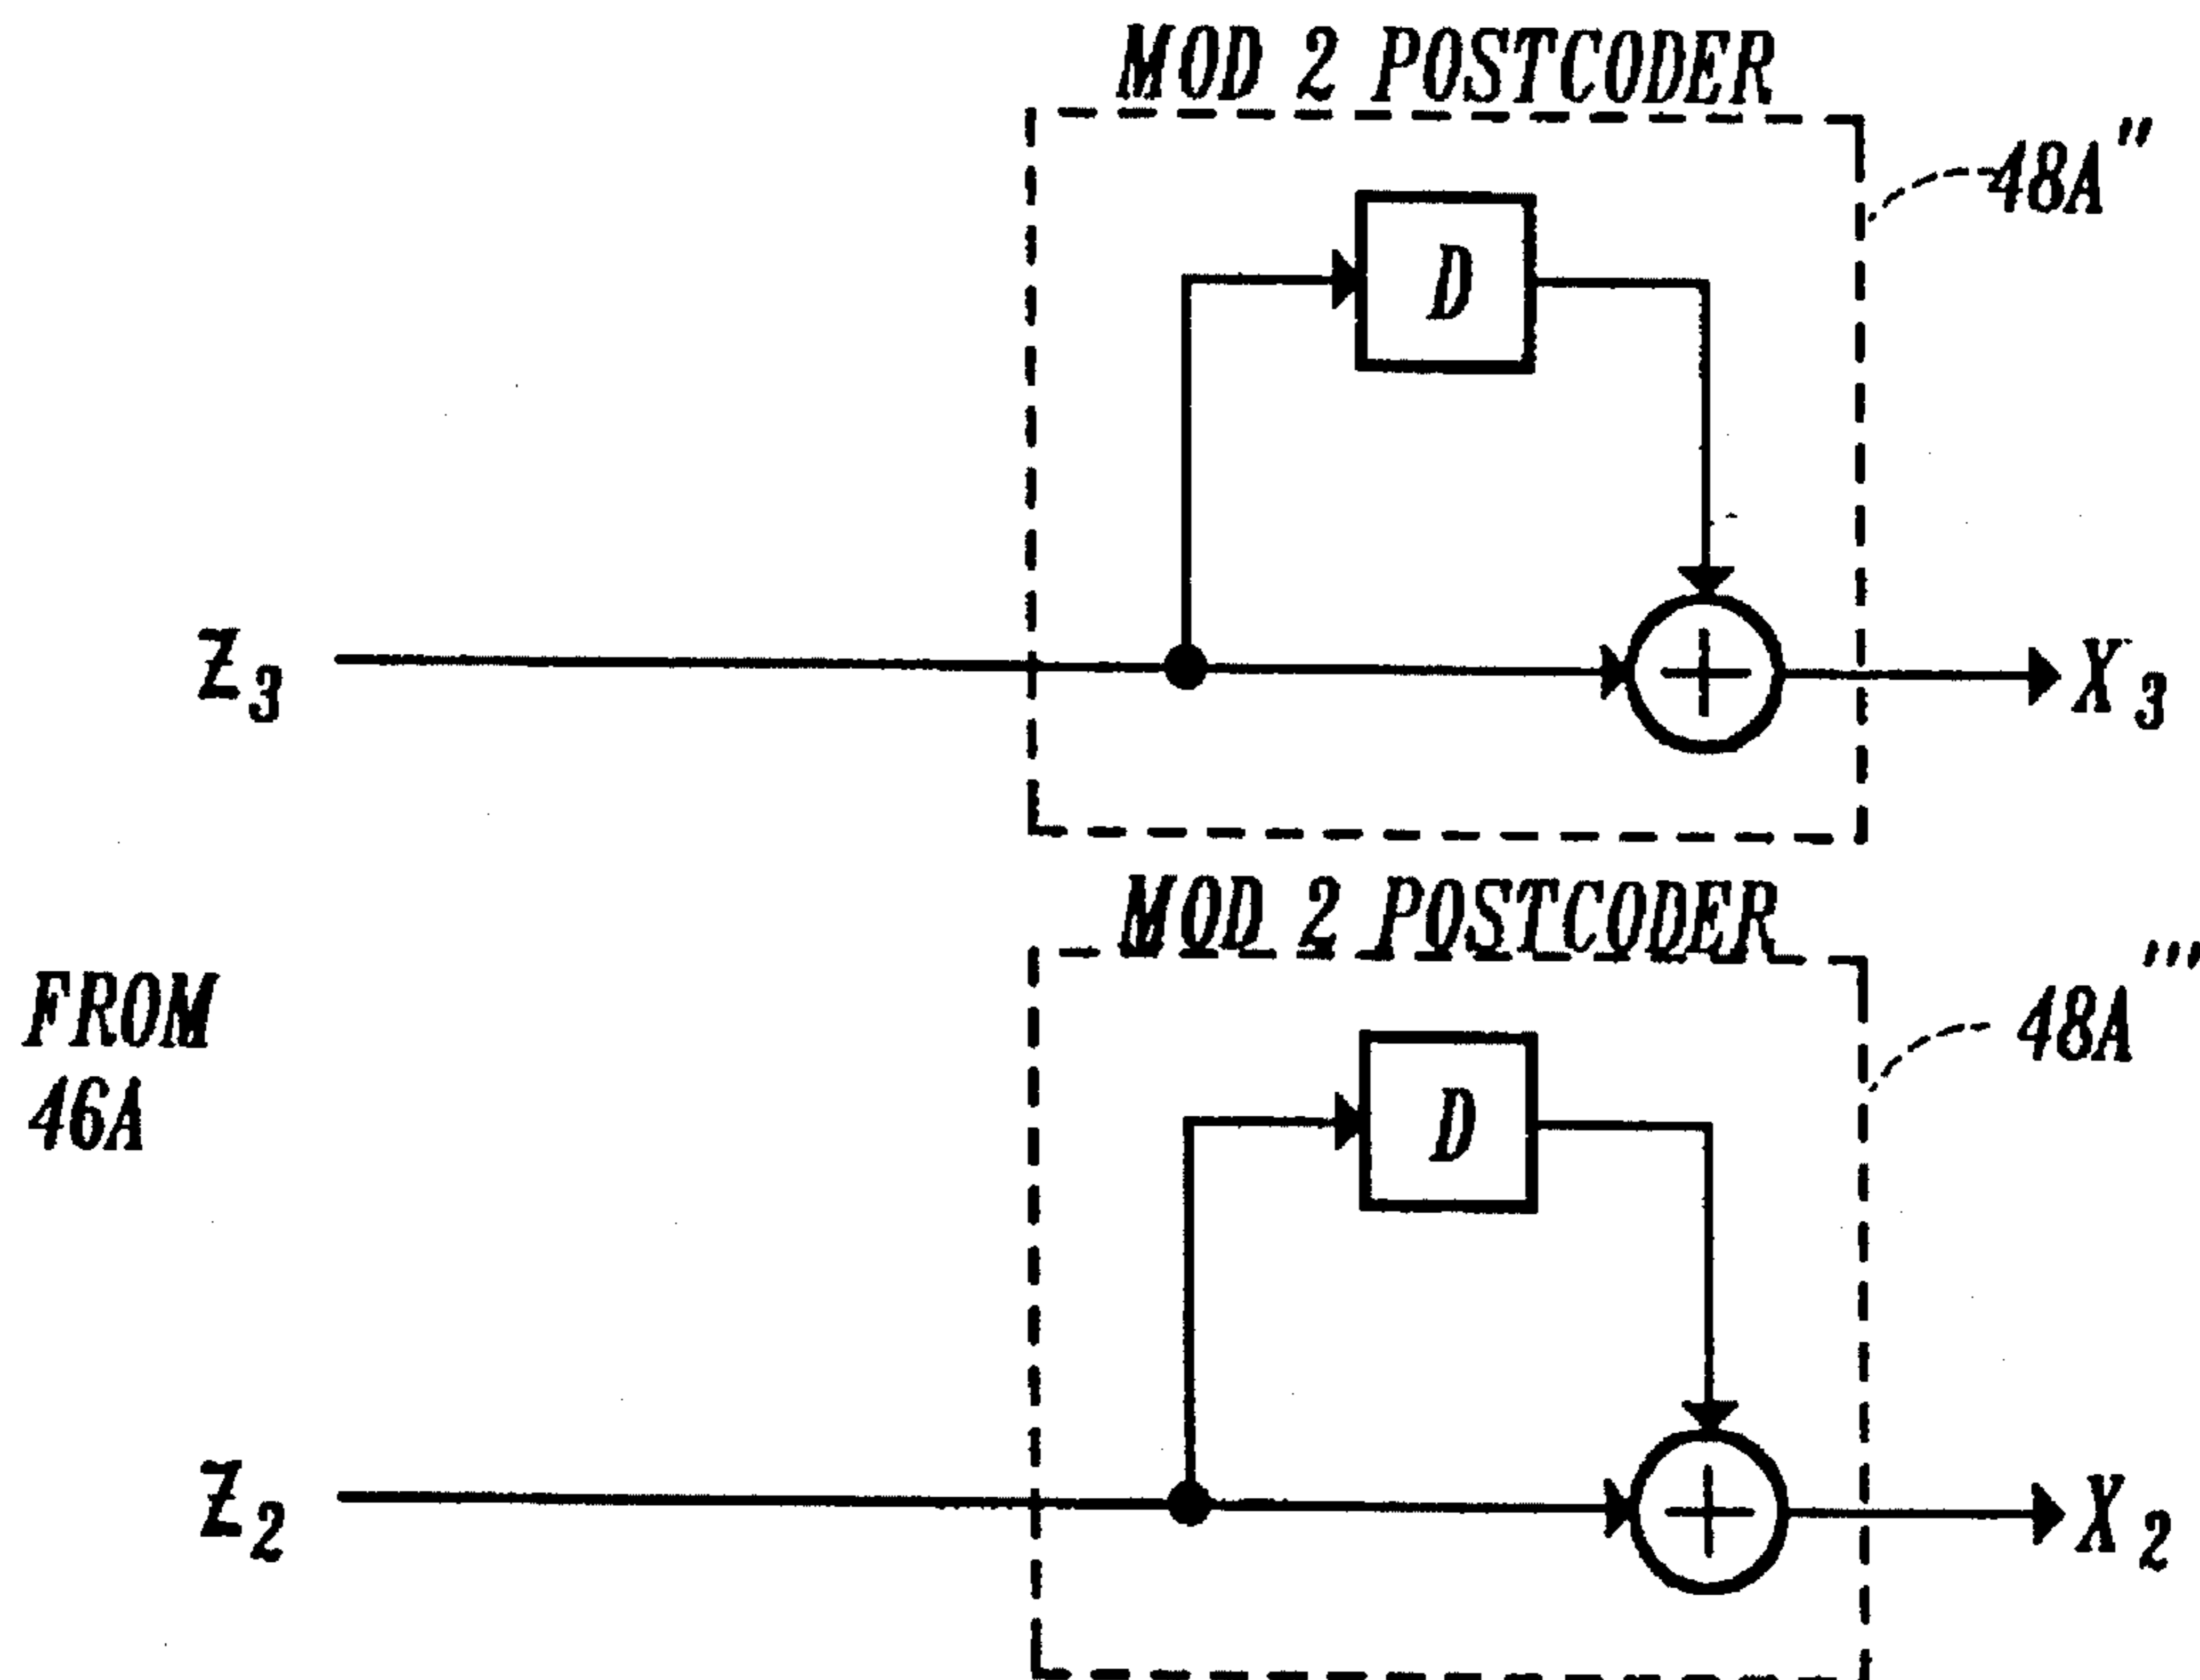 MOD 2 POSTCODER
48A″
D
Z₃
X₃
MOD 2 POSTCODER
48A‴
FROM
46A
D
Z₂
X₂